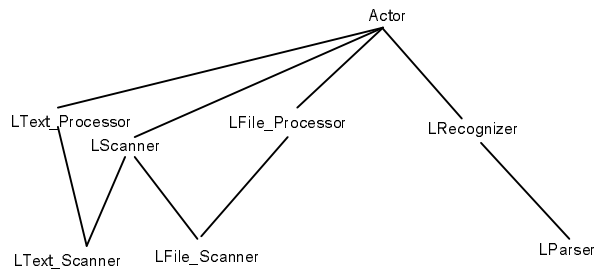 Actor
LText_Processor
LScanner
LFile_Processor
LRecognizer
LText_Scanner
LFile_Scanner
LParser